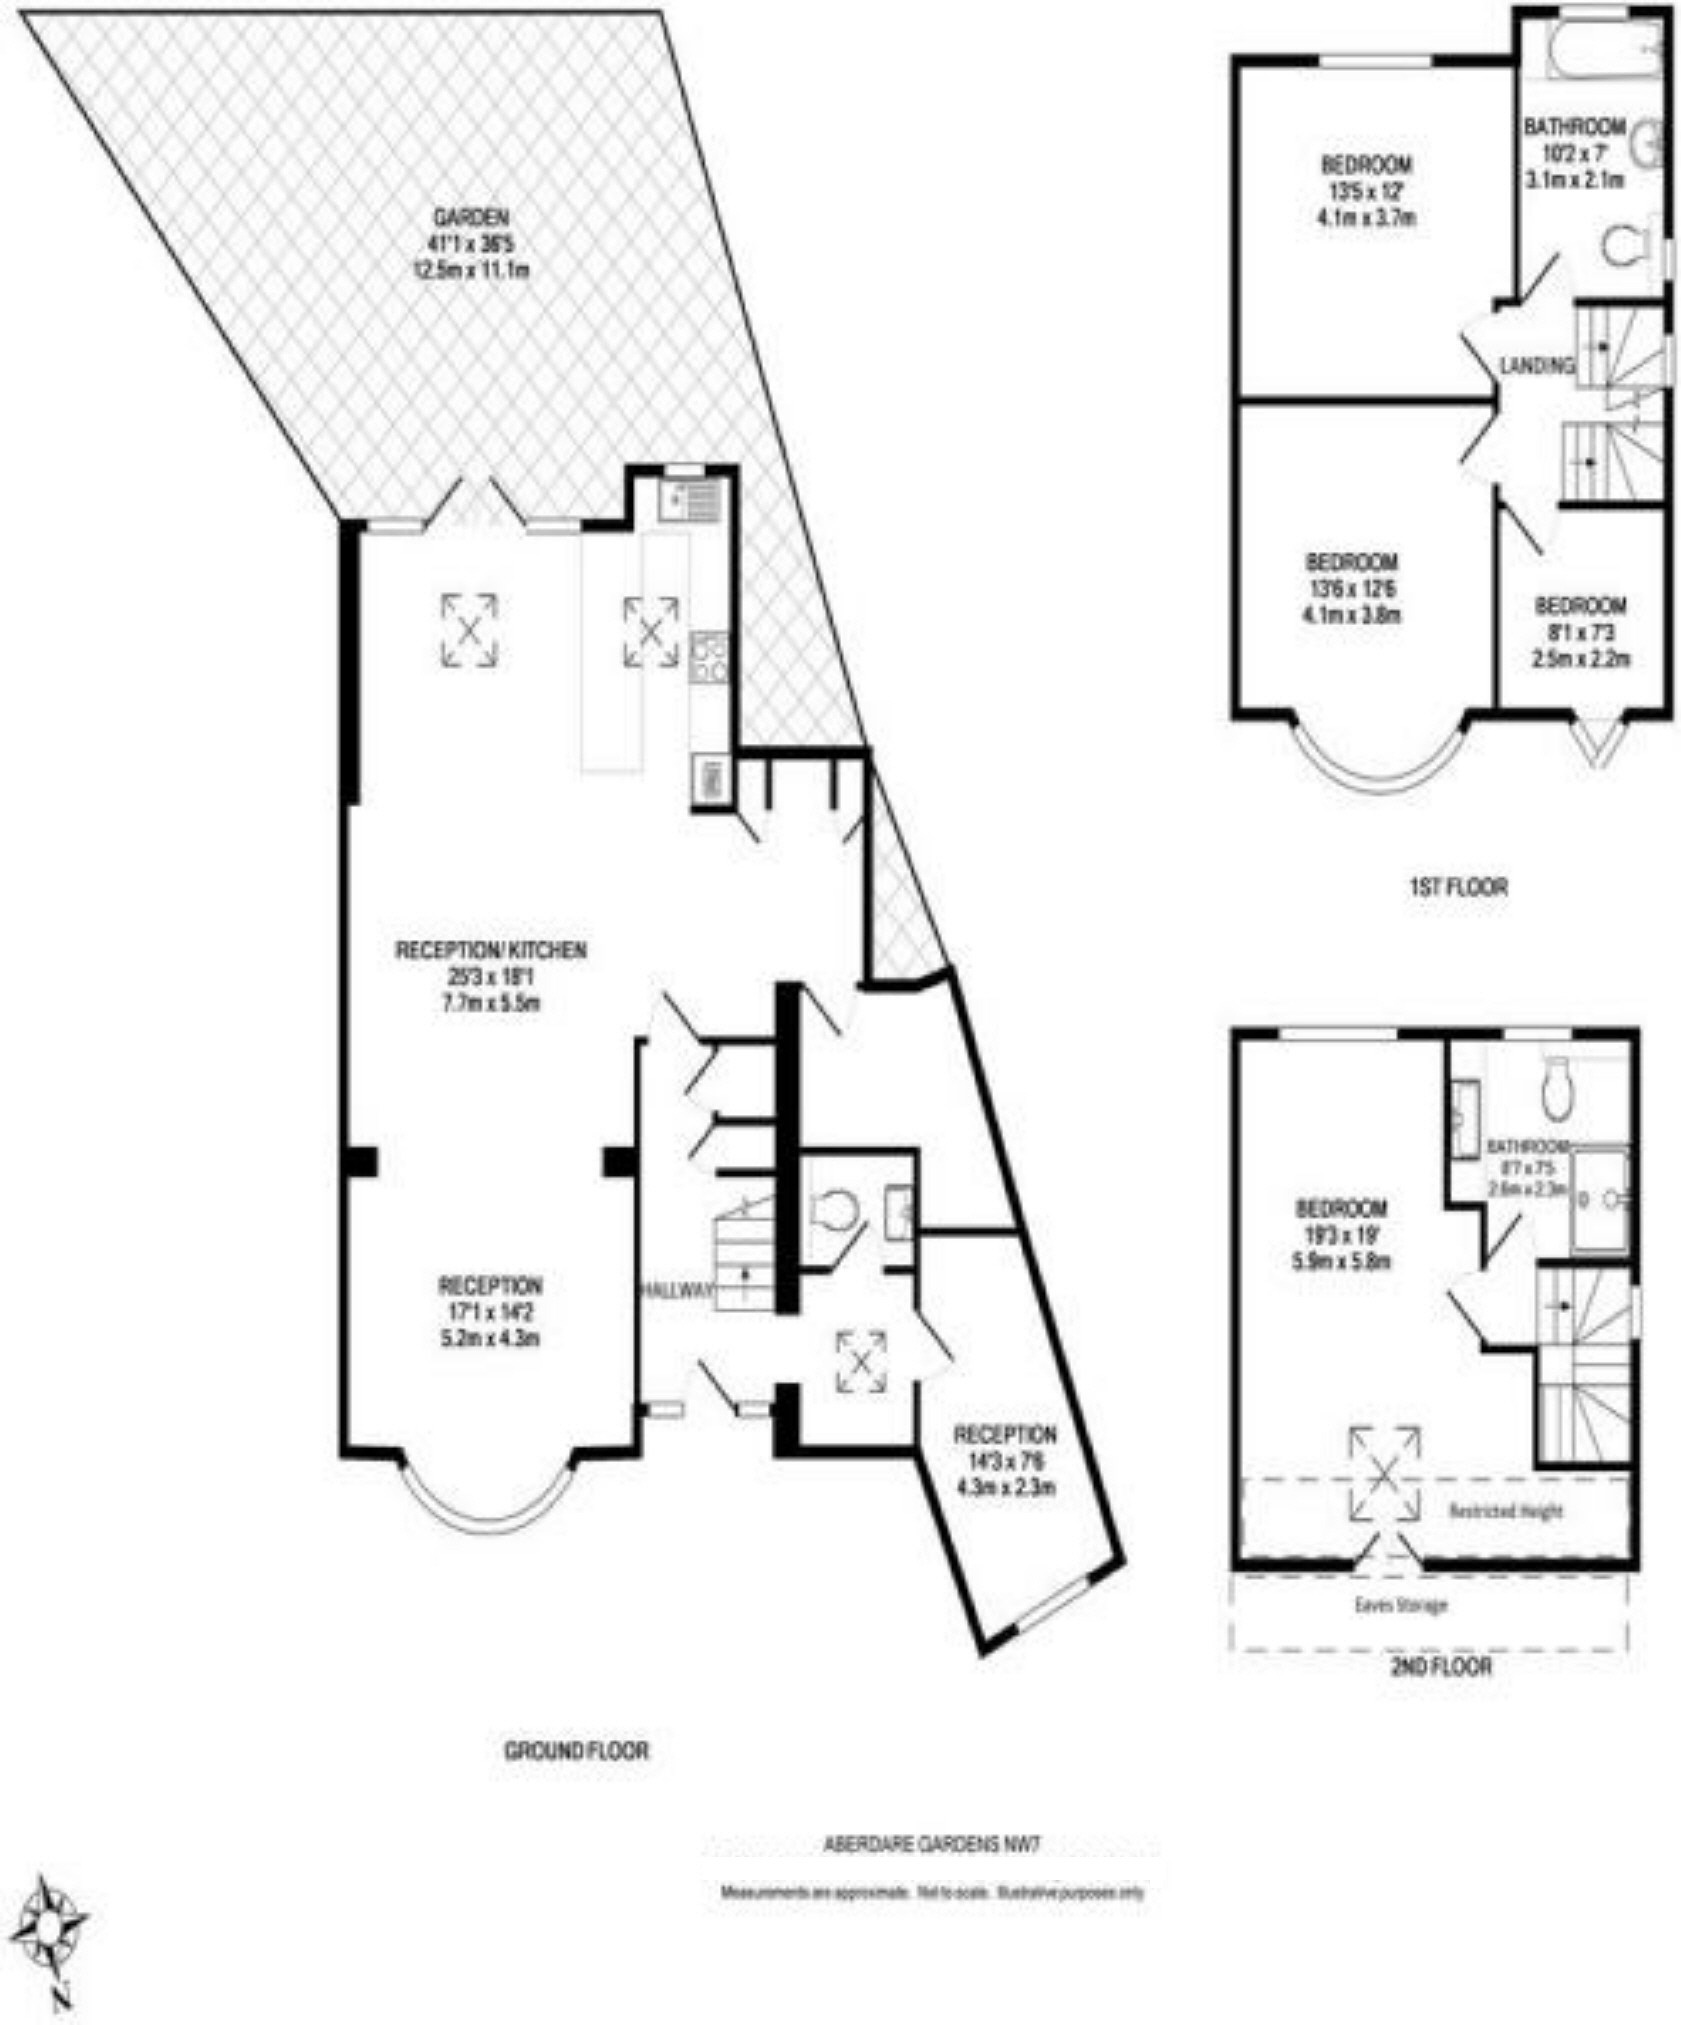 GARDEN
41'1 x 36'5
12.5m x 11.1m
RECEPTION/ KITCHEN
25'3 x 18'1
7.7m x 5.5m
RECEPTION
17'1 x 14'2
5.2m x 4.3m
HALLWAY
RECEPTION
14'3 x 7'6
4.3m x 2.3m
GROUND FLOOR
BEDROOM
13'5 x 12'
4.1m x 3.7m
BATHROOM
10'2 x 7'
3.1m x 2.1m
LANDING
BEDROOM
13'6 x 12'6
4.1m x 3.8m
BEDROOM
8'1 x 7'3
2.5m x 2.2m
1ST FLOOR
BATHROOM
8'7 x 7'5
2.6m x 2.3m
BEDROOM
19'3 x 19'
5.9m x 5.8m
Restricted Height
Eaves Storage
2ND FLOOR
ABERDARE GARDENS NW7
Measurements are approximate. Not to scale. Illustrative purposes only
N